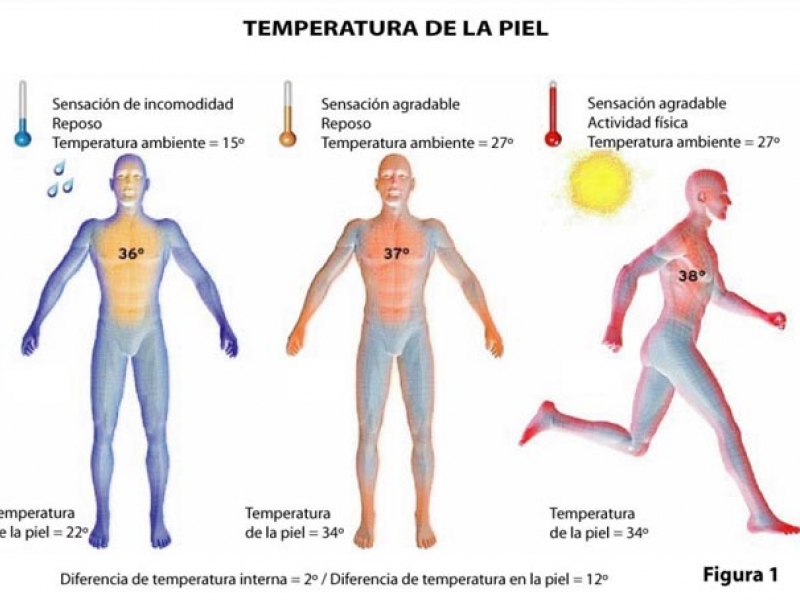 TEMPERATURA DE LA PIEL
Sensación de incomodidad
Reposo
Temperatura ambiente = 15º
Sensación agradable
Reposo
Temperatura ambiente = 27º
Sensación agradable
Actividad física
Temperatura ambiente = 27º
36º
37º
38º
emperatura
e la piel = 22º
Temperatura
de la piel = 34º
Temperatura
de la piel = 34º
Diferencia de temperatura interna = 2º / Diferencia de temperatura en la piel = 12º
Figura 1